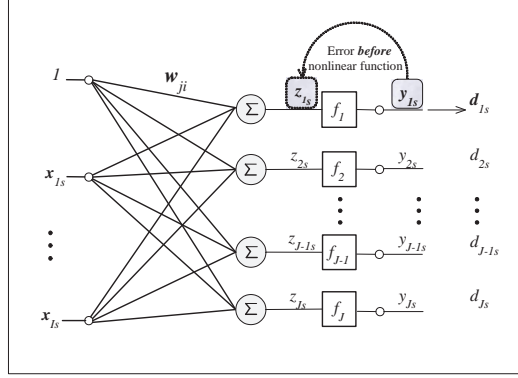 Error before
nonlinear function
1
w_ji
z_1s
y_1s
Σ
f_1
d_1s
x_1s
Σ
z_2s
f_2
y_2s
d_2s
Σ
z_J-1s
f_J-1
y_J-1s
d_J-1s
x_Is
Σ
z_Js
f_J
y_Js
d_Js